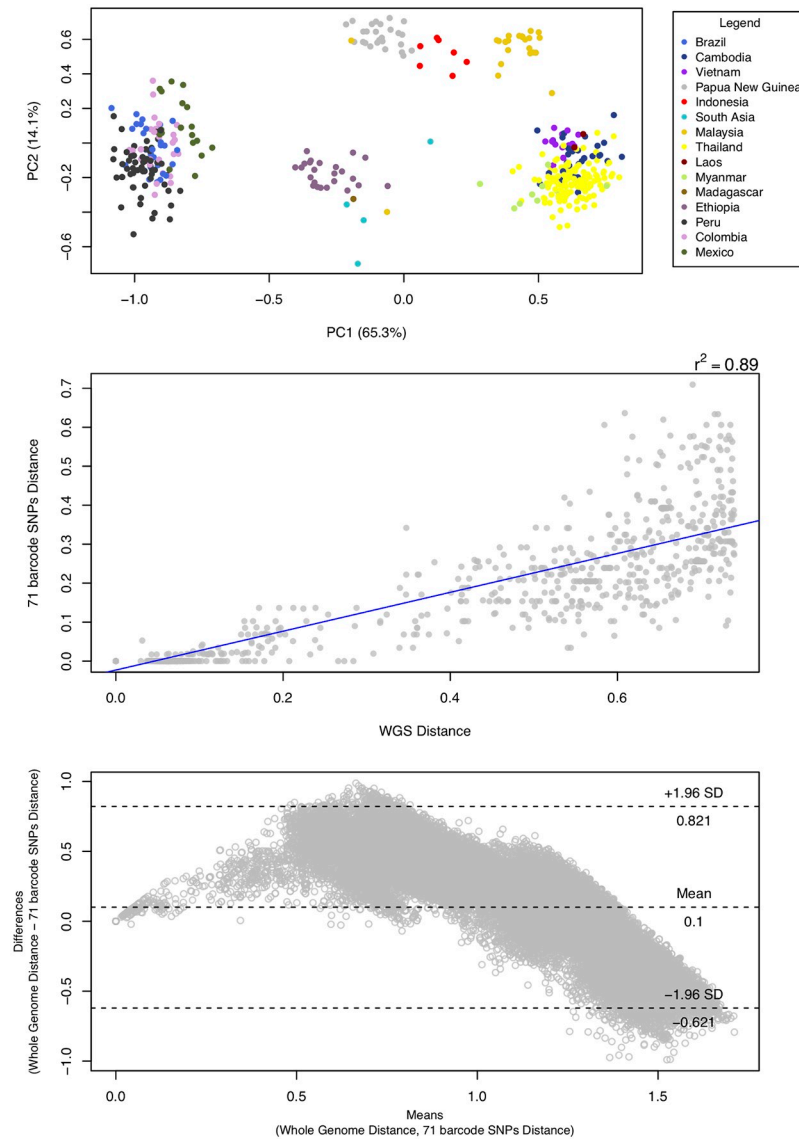 Legend
Brazil
Cambodia
Vietnam
Papua New Guinea
Indonesia
South Asia
Malaysia
Thailand
Laos
Myanmar
Madagascar
Ethiopia
Peru
Colombia
Mexico
PC2 (14.1%)
0.6
0.4
0.2
−0.2
−0.6
−1.0 −0.5 0.0 0.5
PC1 (65.3%)
r² = 0.89
71 barcode SNPs Distance
0.7
0.6
0.5
0.4
0.3
0.2
0.1
0.0
0.0 0.2 0.4 0.6
WGS Distance
Differences
(Whole Genome Distance − 71 barcode SNPs Distance)
1.0
0.5
0.0
−0.5
−1.0
+1.96 SD
0.821
Mean
0.1
−1.96 SD
−0.621
0.0 0.5 1.0 1.5
Means
(Whole Genome Distance, 71 barcode SNPs Distance)